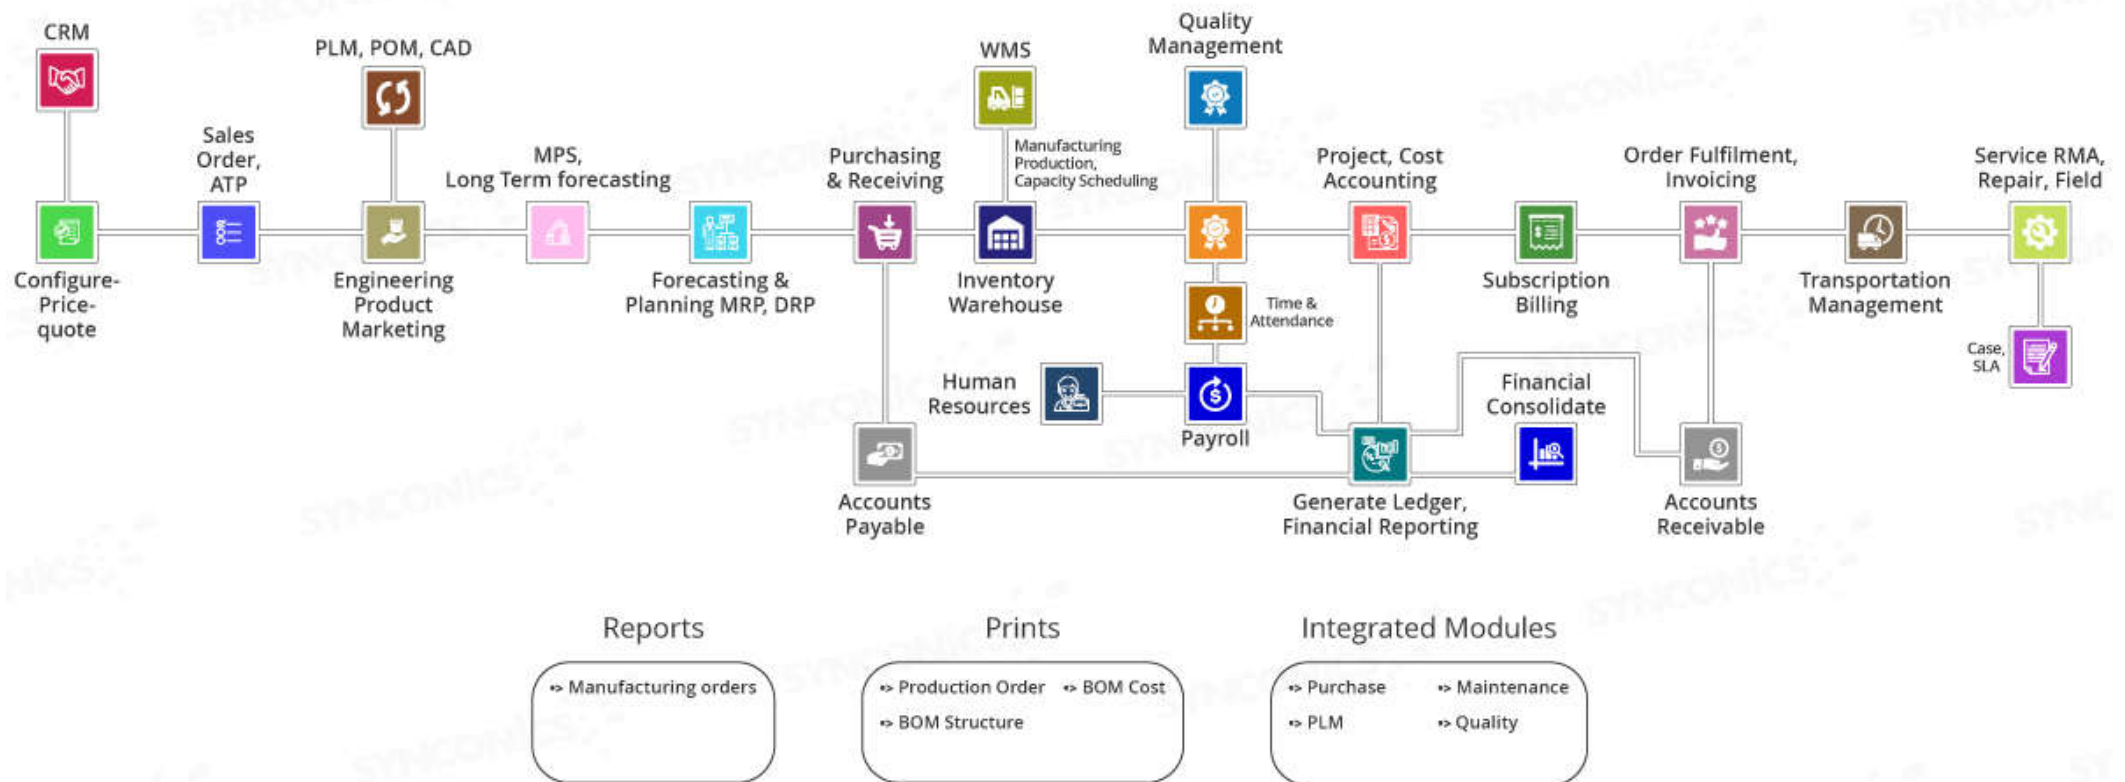 CRM
PLM, POM, CAD
WMS
Quality
Management
Sales
Order,
ATP
MPS,
Long Term forecasting
Purchasing
& Receiving
Manufacturing
Production,
Capacity Scheduling
Project, Cost
Accounting
Order Fulfilment,
Invoicing
Service RMA,
Repair, Field
Configure-
Price-
quote
Engineering
Product
Marketing
Forecasting &
Planning MRP, DRP
Inventory
Warehouse
Time &
Attendance
Subscription
Billing
Transportation
Management
Case,
SLA
Human
Resources
Payroll
Financial
Consolidate
Accounts
Payable
Generate Ledger,
Financial Reporting
Accounts
Receivable
Reports
Manufacturing orders
Prints
Production Order
BOM Cost
BOM Structure
Integrated Modules
Purchase
Maintenance
PLM
Quality
SYNCONICS